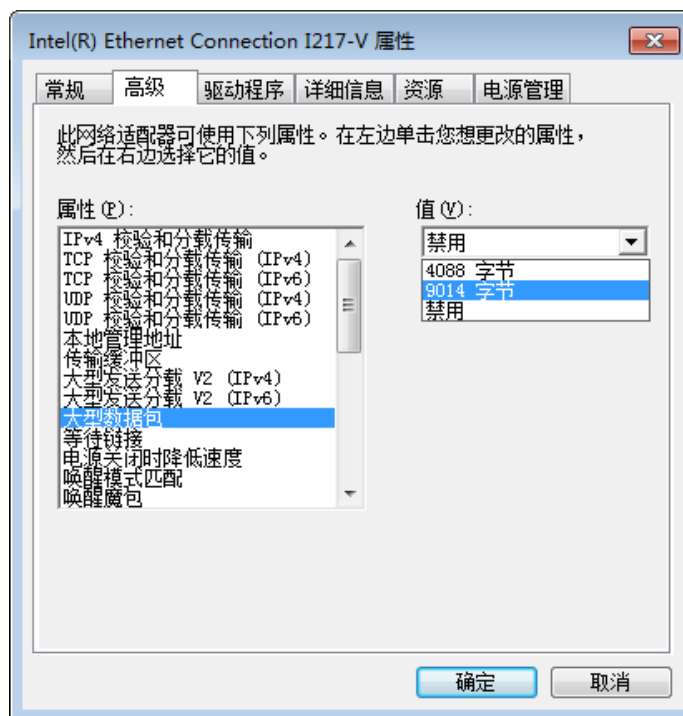 Intel(R) Ethernet Connection I217-V 属性
常规 高级 驱动程序 详细信息 资源 电源管理
此网络适配器可使用下列属性。在左边单击您想更改的属性，
然后在右边选择它的值。
属性(P): 值(V):
IPv4 校验和分载传输 禁用
TCP 校验和分载传输 (IPv4) 4088 字节
TCP 校验和分载传输 (IPv6) 9014 字节
UDP 校验和分载传输 (IPv4) 禁用
UDP 校验和分载传输 (IPv6)
本地管理地址
传输缓冲区
大型发送分载 V2 (IPv4)
大型发送分载 V2 (IPv6)
大型数据包
等待链接
电源关闭时降低速度
唤醒模式匹配
唤醒魔包
确定 取消